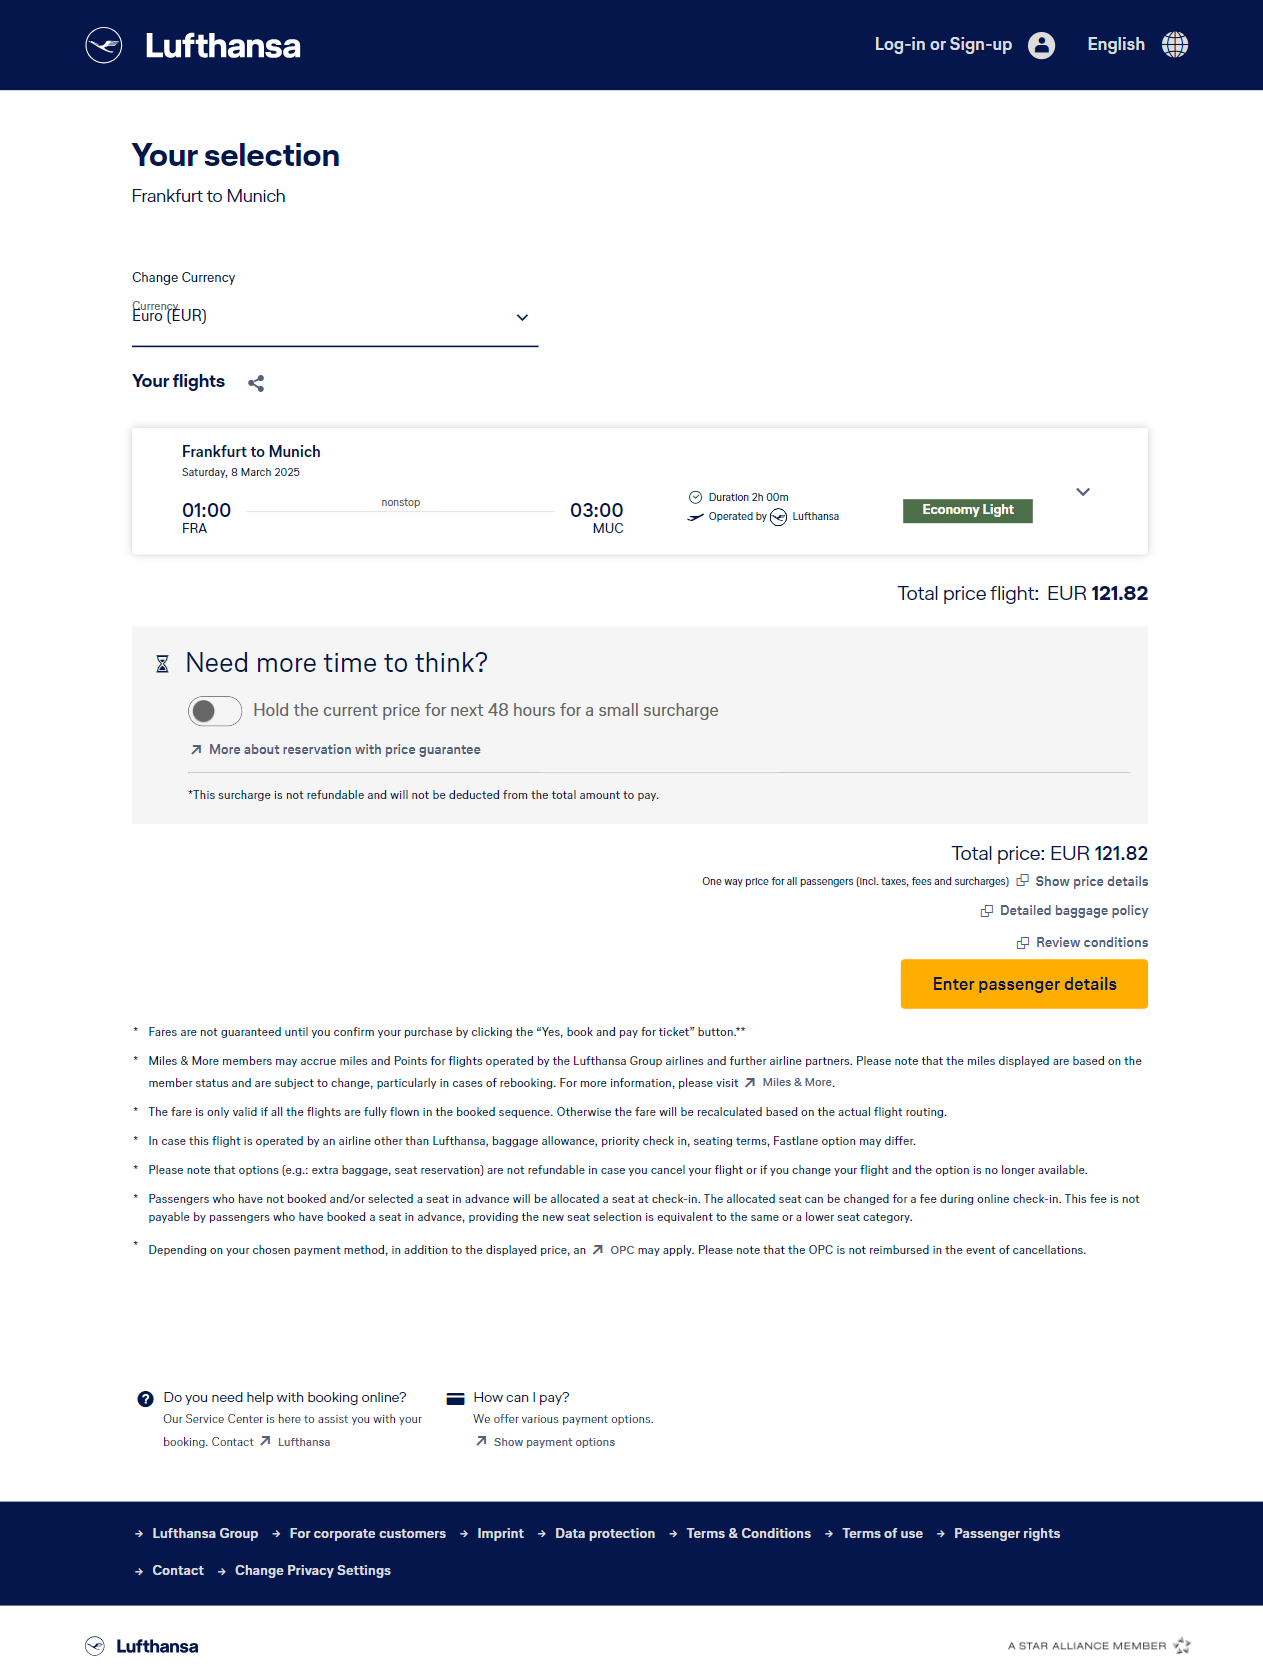 Lufthansa
Log-in or Sign-up
English
Your selection
Frankfurt to Munich
Change Currency
Currency
Euro (EUR)
Your flights
Frankfurt to Munich
Saturday, 8 March 2025
01:00
nonstop
03:00
FRA
MUC
Duration 2h 00m
Operated by Lufthansa
Economy Light
Total price flight: EUR 121.82
Need more time to think?
Hold the current price for next 48 hours for a small surcharge
More about reservation with price guarantee
*This surcharge is not refundable and will not be deducted from the total amount to pay.
Total price: EUR 121.82
One way price for all passengers (incl. taxes, fees and surcharges) Show price details
Detailed baggage policy
Review conditions
Enter passenger details
* Fares are not guaranteed until you confirm your purchase by clicking the “Yes, book and pay for ticket” button.**
* Miles & More members may accrue miles and Points for flights operated by the Lufthansa Group airlines and further airline partners. Please note that the miles displayed are based on the
member status and are subject to change, particularly in cases of rebooking. For more information, please visit Miles & More.
* The fare is only valid if all the flights are fully flown in the booked sequence. Otherwise the fare will be recalculated based on the actual flight routing.
* In case this flight is operated by an airline other than Lufthansa, baggage allowance, priority check in, seating terms, Fastlane option may differ.
* Please note that options (e.g.: extra baggage, seat reservation) are not refundable in case you cancel your flight or if you change your flight and the option is no longer available.
* Passengers who have not booked and/or selected a seat in advance will be allocated a seat at check-in. The allocated seat can be changed for a fee during online check-in. This fee is not
payable by passengers who have booked a seat in advance, providing the new seat selection is equivalent to the same or a lower seat category.
* Depending on your chosen payment method, in addition to the displayed price, an OPC may apply. Please note that the OPC is not reimbursed in the event of cancellations.
Do you need help with booking online?
Our Service Center is here to assist you with your
booking. Contact Lufthansa
How can I pay?
We offer various payment options.
Show payment options
Lufthansa Group For corporate customers Imprint Data protection Terms & Conditions Terms of use Passenger rights
Contact Change Privacy Settings
Lufthansa
A STAR ALLIANCE MEMBER